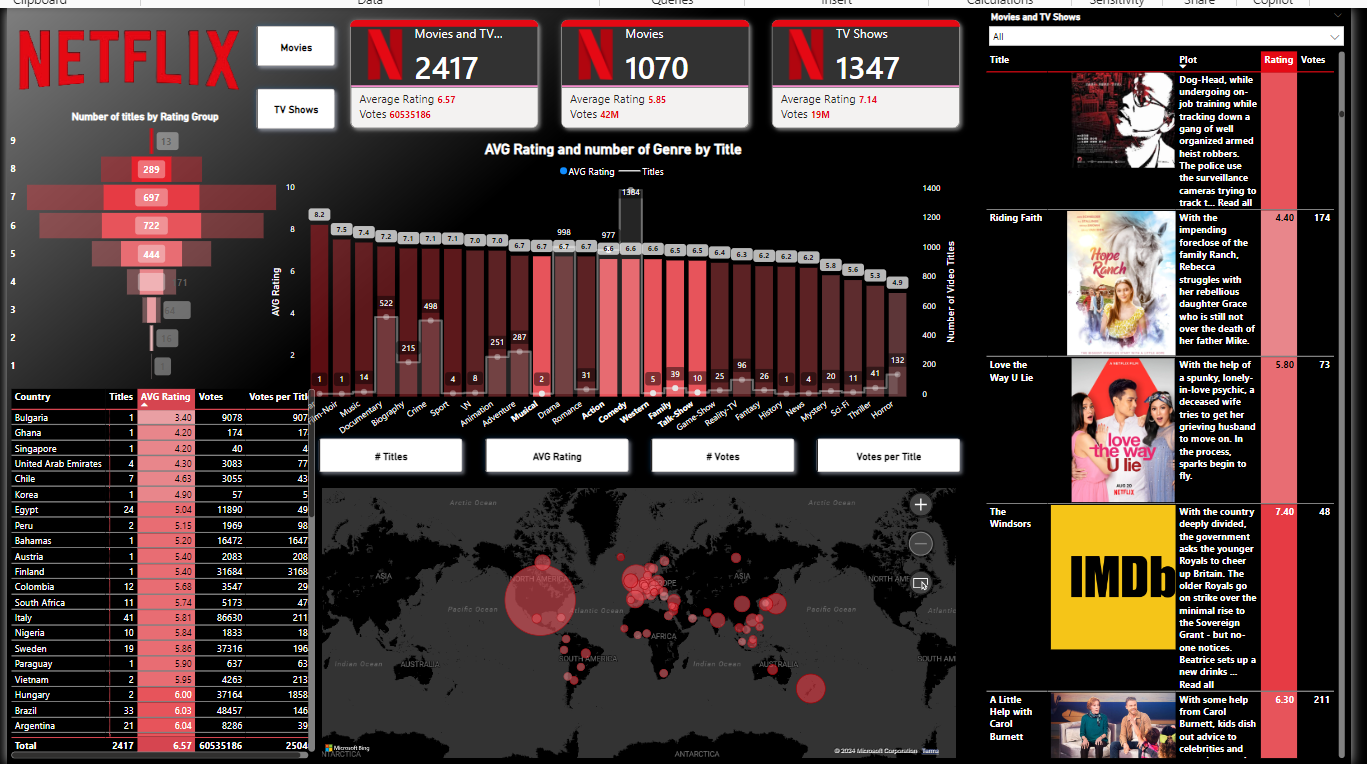 Clipboard
Data
Queries
Insert
Calculations
Sensitivity
Share
Copilot
NETFLIX
Movies
TV Shows
Movies and TV...
2417
Average Rating 6.57
Votes 60535186
Movies
1070
Average Rating 5.85
Votes 42M
TV Shows
1347
Average Rating 7.14
Votes 19M
Number of titles by Rating Group
9 13
8 289
7 697
6 722
5 444
4 71
3 64
2 16
1
AVG Rating and number of Genre by Title
AVG Rating Titles
AVG Rating
10
8
6
4
2
8.2 7.5 7.4 7.2 7.1 7.1 7.1 7.0 7.0 6.7 6.7 6.7 6.7 6.6 6.6 6.6 6.5 6.5 6.4 6.3 6.2 6.2 6.2 5.8 5.6 5.3 4.9
1 1 14 522 215 498 4 8 251 287 2 998 31 977 1384 5 39 10 25 96 26 1 4 20 11 41 132
Film-Noir Music Documentary Biography Crime Sport \N Animation Adventure Musical Drama Romance Action Comedy Western Family Talk-Show Game-Show Reality-TV Fantasy History News Mystery Sci-Fi Thriller Horror
Number of Video Titles
1400
1200
1000
800
600
400
200
0
Country Titles AVG Rating Votes Votes per Titl
Bulgaria 1 3.40 9078 907
Ghana 1 4.20 174 17
Singapore 1 4.20 40 4
United Arab Emirates 4 4.30 3083 77
Chile 7 4.63 3055 43
Korea 1 4.90 57 5
Egypt 24 5.04 11890 49
Peru 2 5.15 1969 98
Bahamas 1 5.20 16472 1647
Austria 1 5.40 2083 208
Finland 1 5.40 31684 3168
Colombia 12 5.68 3547 29
South Africa 11 5.74 5173 47
Italy 41 5.81 86630 211
Nigeria 10 5.84 1833 18
Sweden 19 5.86 37316 196
Paraguay 1 5.90 637 63
Vietnam 2 5.95 4263 213
Hungary 2 6.00 37164 1858
Brazil 33 6.03 48457 146
Argentina 21 6.04 8286 39
Total 2417 6.57 60535186 2504
# Titles
AVG Rating
# Votes
Votes per Title
Arctic Ocean
Arctic Ocean
ASIA
NORTH AMERICA
EUROPE
ASIA
NORTH AME
Pacific Ocean
Atlantic Ocean
Pacific Ocean
Atlantic
AFRICA
Indian Ocean
AUSTRALIA
SOUTH AMERICA
Indian Ocean
AUSTRALIA
SOUTH AM
Microsoft Bing
© 2024 Microsoft Corporation Terms
NTARCTICA
ANTARCTICA
Movies and TV Shows
All
Title Plot Rating Votes
Dog-Head, while
undergoing on-
job training while
tracking down a
gang of well
organized armed
heist robbers.
The police use
the surveillance
cameras trying to
track t... Read all
Riding Faith
Hope
Ranch
With the
impending
foreclose of the
family Ranch,
Rebecca
struggles with
her rebellious
daughter Grace
who is still not
over the death of
her father Mike.
4.40 174
Love the
Way U Lie
love
the way
U lie
AUG 20
NETFLIX
With the help of
a spunky, lonely-
in-love psychic, a
deceased wife
tries to get her
grieving husband
to move on. In
the process,
sparks begin to
fly.
5.80 73
The
Windsors
IMDb
With the country
deeply divided,
the government
asks the younger
Royals to cheer
up Britain. The
older Royals go
on strike over the
minimal rise to
the Sovereign
Grant - but no-
one notices.
Beatrice sets up a
new drinks ...
Read all
7.40 48
A Little
Help with
Carol
Burnett
With some help
from Carol
Burnett, kids dish
out advice to
celebrities and
6.30 211